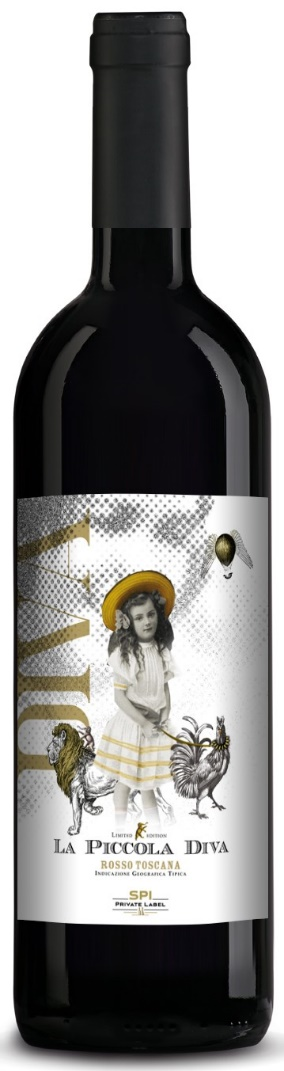 DIVA
LIMITED EDITION
LA PICCOLA DIVA
ROSSO TOSCANA
INDICAZIONE GEOGRAFICA TIPICA
SPI
PRIVATE LABEL